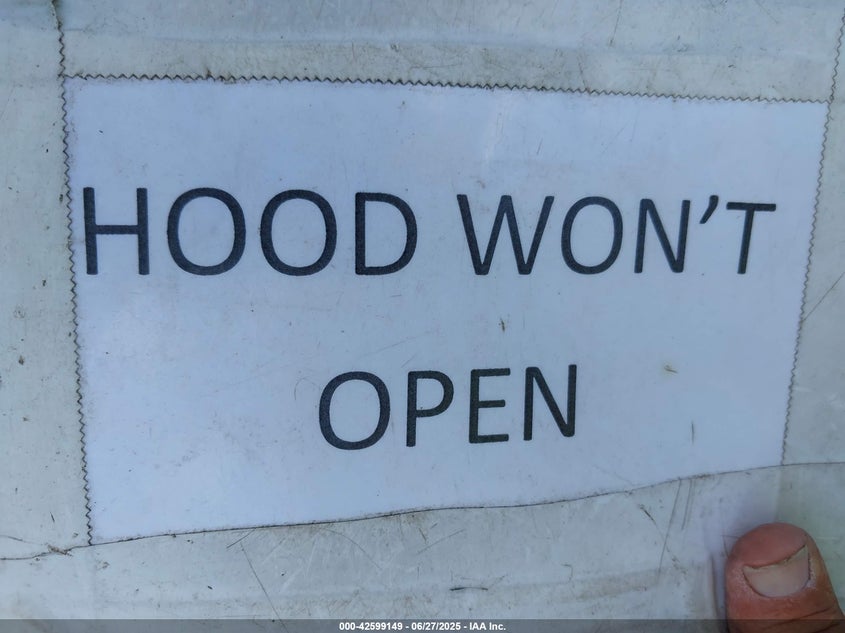 HOOD WON’T
OPEN
000-42599149 - 06/27/2025 - IAA Inc.